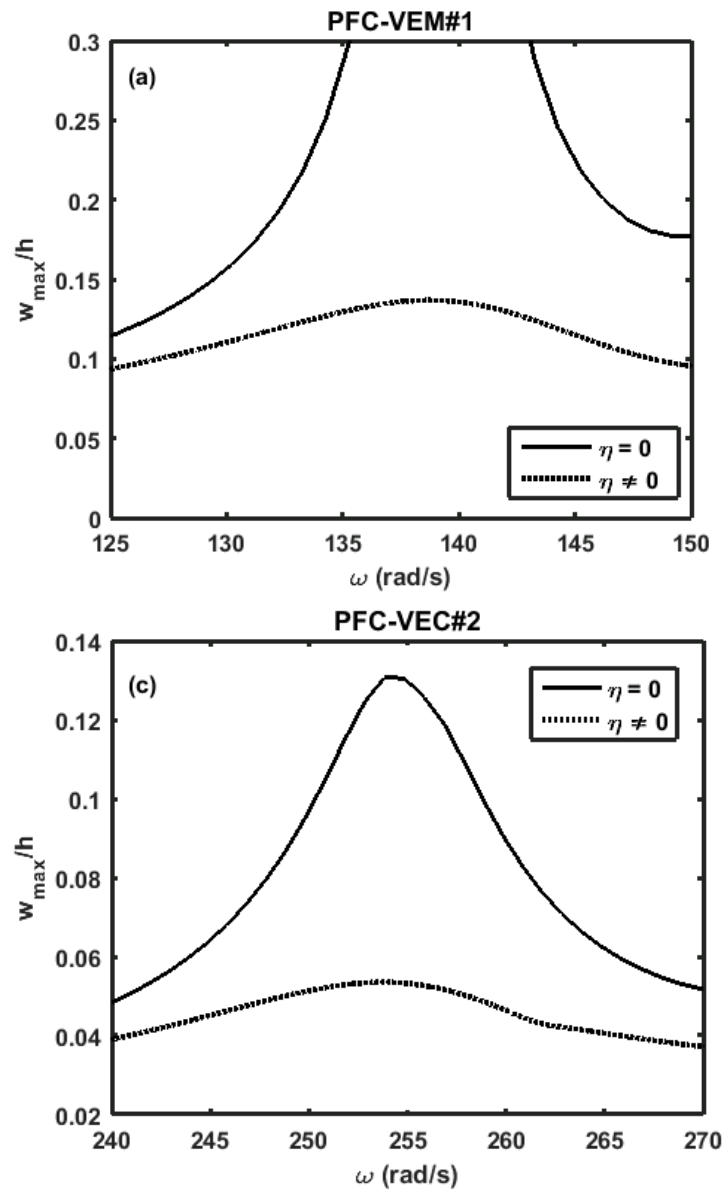 PFC-VEM#1
(a)
0.3
0.25
0.2
0.15
0.1
0.05
0
w_max/h
η = 0
η ≠ 0
125 130 135 140 145 150
ω (rad/s)
PFC-VEC#2
(c)
0.14
0.12
0.1
0.08
0.06
0.04
0.02
w_max/h
η = 0
η ≠ 0
240 245 250 255 260 265 270
ω (rad/s)